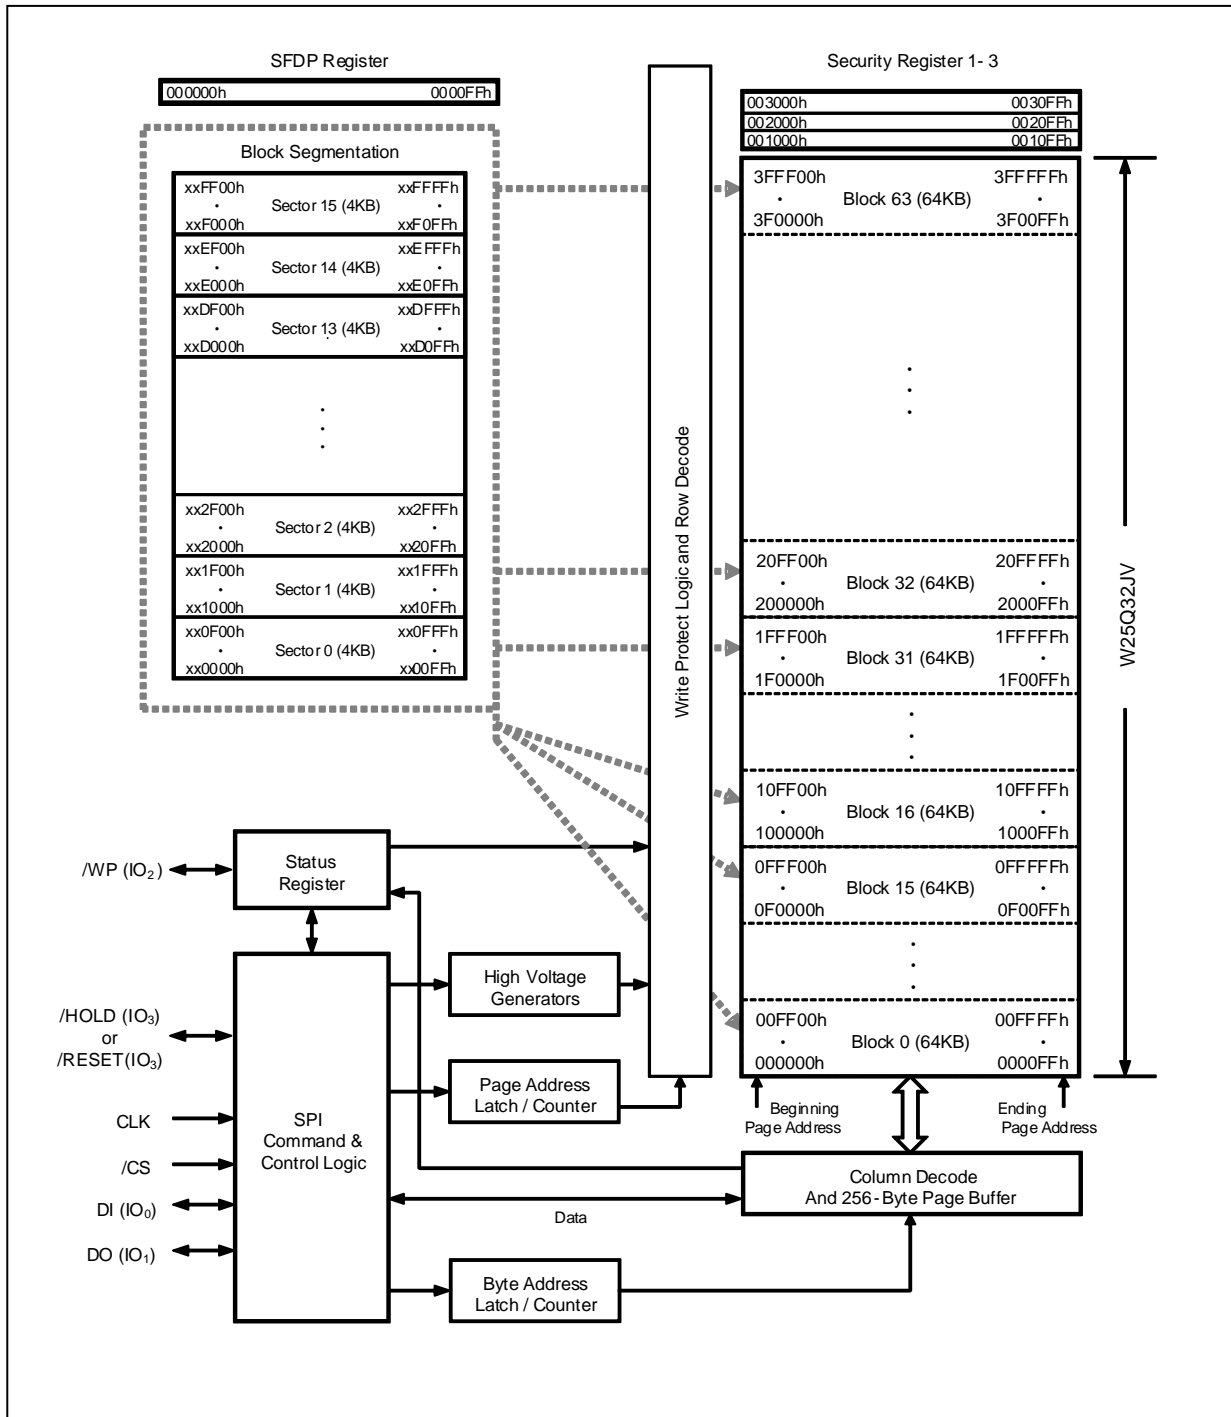 SFDP Register
000000h 0000FFh
Block Segmentation
xxFF00h xxFFFFh
Sector 15 (4KB)
xxF000h xxF0FFh
xxEF00h xxEFFFh
Sector 14 (4KB)
xxE000h xxE0FFh
xxDF00h xxDFFFh
Sector 13 (4KB)
xxD000h xxD0FFh
xx2F00h xx2FFFh
Sector 2 (4KB)
xx2000h xx20FFh
xx1F00h xx1FFFh
Sector 1 (4KB)
xx1000h xx10FFh
xx0F00h xx0FFFh
Sector 0 (4KB)
xx0000h xx00FFh
Write Protect Logic and Row Decode
Security Register 1- 3
003000h 0030FFh
002000h 0020FFh
001000h 0010FFh
3FFF00h 3FFFFFh
Block 63 (64KB)
3F0000h 3F00FFh
20FF00h 20FFFFh
Block 32 (64KB)
200000h 2000FFh
1FFF00h 1FFFFFh
Block 31 (64KB)
1F0000h 1F00FFh
10FF00h 10FFFFh
Block 16 (64KB)
100000h 1000FFh
0FFF00h 0FFFFFh
Block 15 (64KB)
0F0000h 0F00FFh
00FF00h 00FFFFh
Block 0 (64KB)
000000h 0000FFh
W25Q32JV
Beginning
Page Address
Ending
Page Address
/WP (IO₂)
Status
Register
/HOLD (IO₃)
or
/RESET(IO₃)
CLK
/CS
DI (IO₀)
DO (IO₁)
SPI
Command &
Control Logic
High Voltage
Generators
Page Address
Latch / Counter
Column Decode
And 256-Byte Page Buffer
Data
Byte Address
Latch / Counter